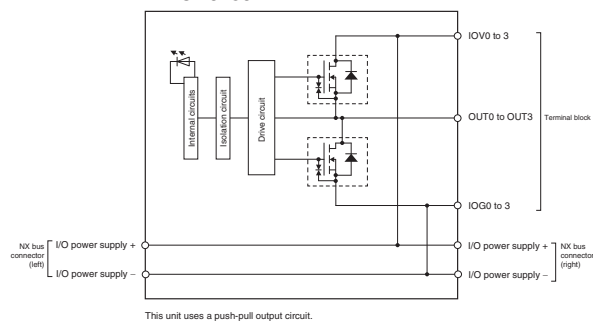 IOV0 to 3
Internal circuits
Isolation circuit
Drive circuit
OUT0 to OUT3
Terminal block
IOG0 to 3
NX bus
connector
(left)
I/O power supply +
I/O power supply −
I/O power supply +
I/O power supply −
NX bus
connector
(right)
This unit uses a push-pull output circuit.